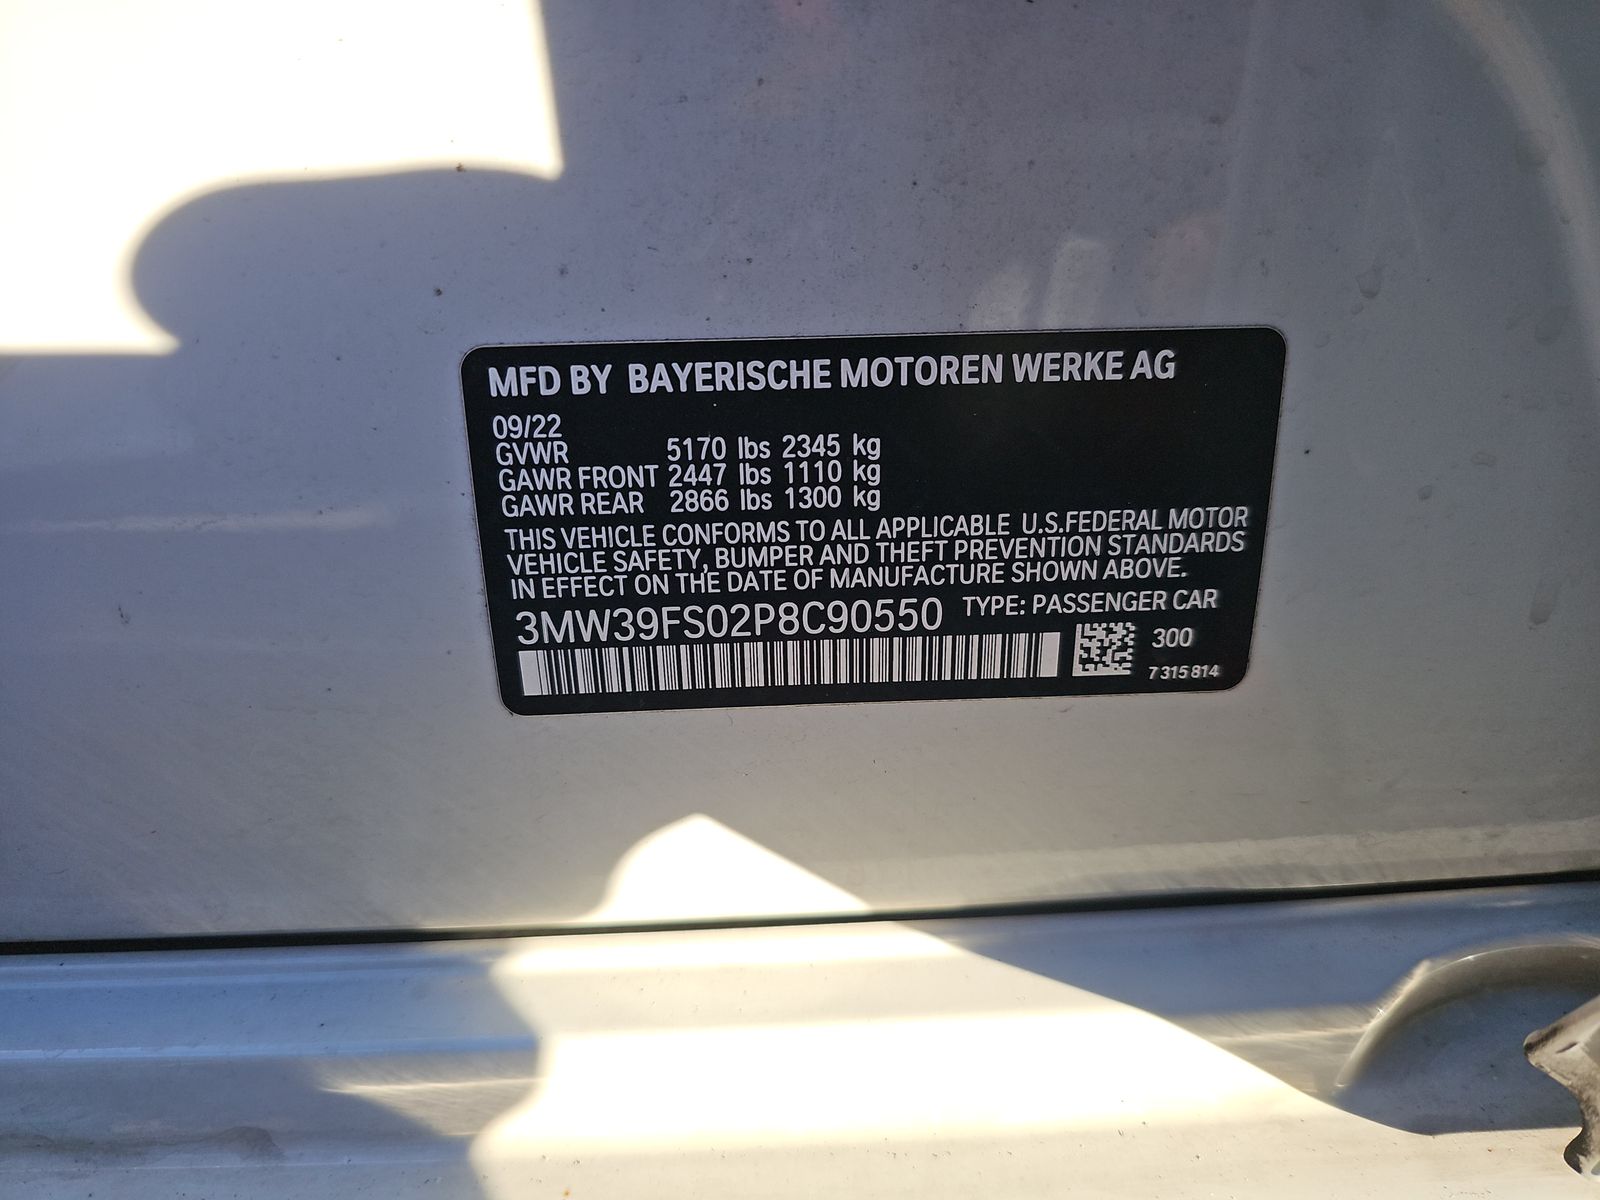 MFD BY BAYERISCHE MOTOREN WERKE AG
09/22
GVWR 5170 lbs 2345 kg
GAWR FRONT 2447 lbs 1110 kg
GAWR REAR 2866 lbs 1300 kg
THIS VEHICLE CONFORMS TO ALL APPLICABLE U.S.FEDERAL MOTOR
VEHICLE SAFETY, BUMPER AND THEFT PREVENTION STANDARDS
IN EFFECT ON THE DATE OF MANUFACTURE SHOWN ABOVE.
3MW39FS02P8C90550 TYPE: PASSENGER CAR
300
7 315 814